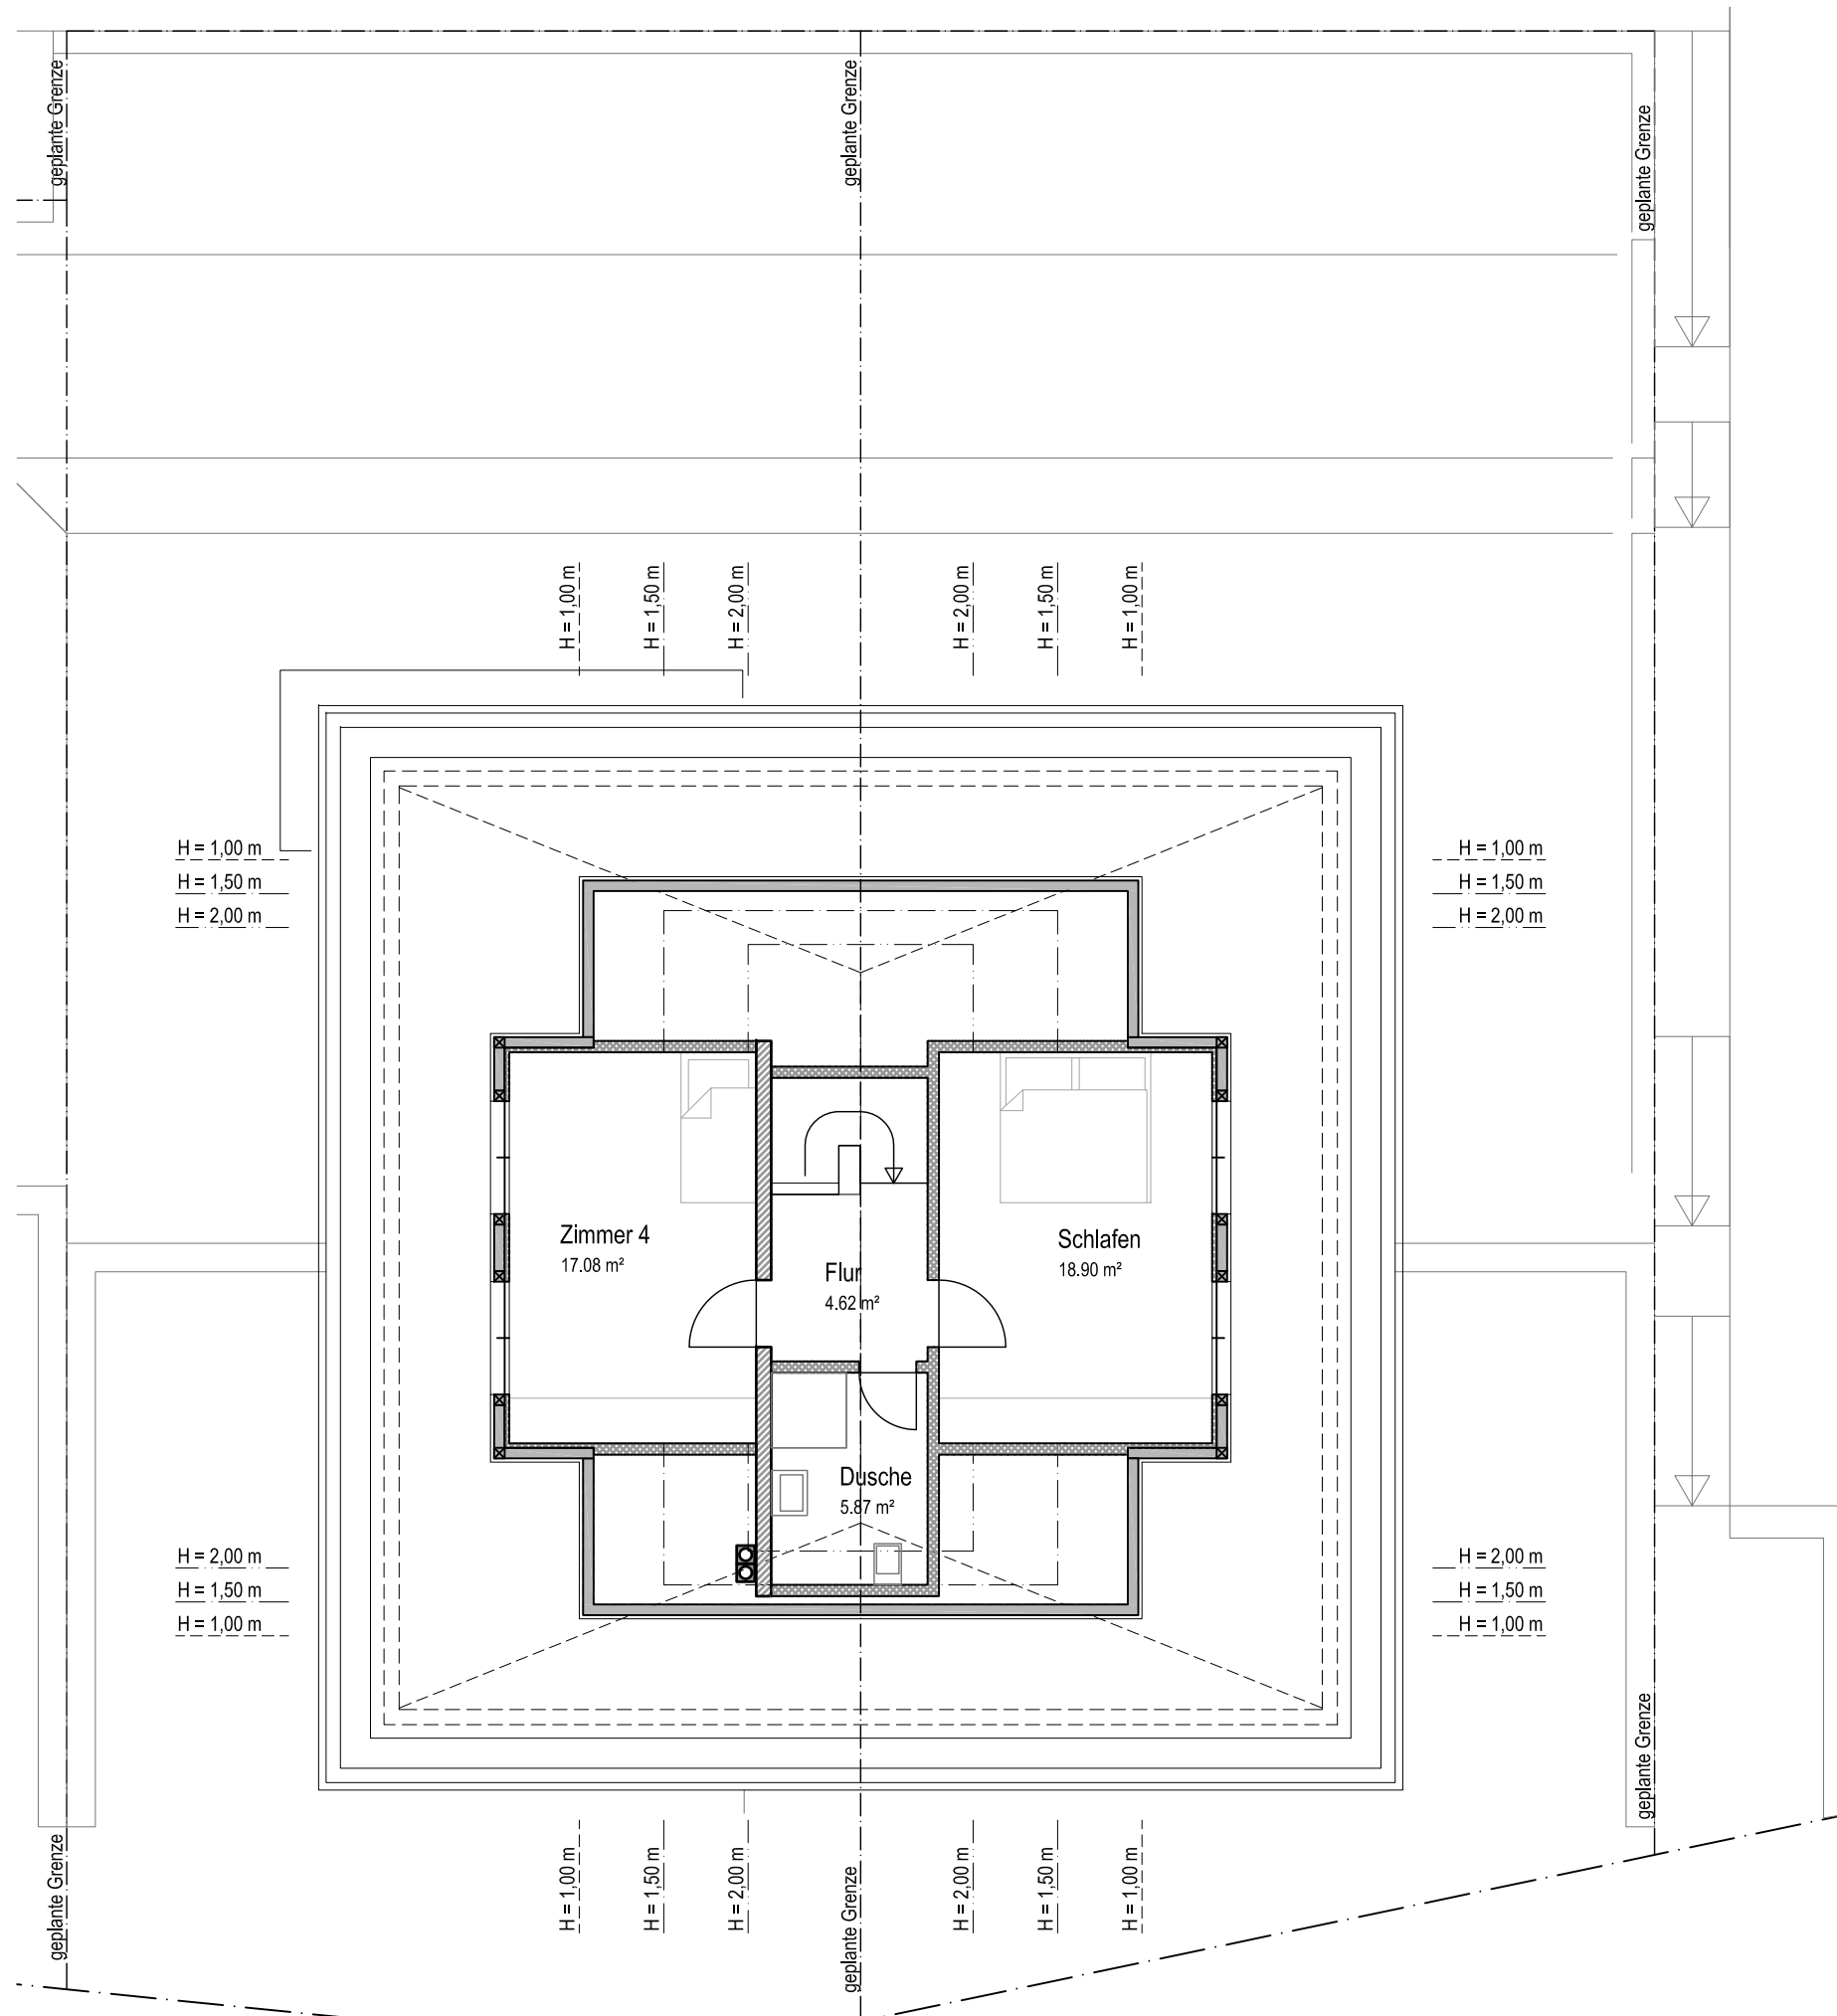 geplante Grenze
geplante Grenze
geplante Grenze
H = 1,00 m
H = 1,50 m
H = 2,00 m
H = 2,00 m
H = 1,50 m
H = 1,00 m
H = 1,00 m
H = 1,50 m
H = 2,00 m
H = 1,00 m
H = 1,50 m
H = 2,00 m
Zimmer 4
17.08 m²
Flur
4.62 m²
Schlafen
18.90 m²
Dusche
5.87 m²
H = 2,00 m
H = 1,50 m
H = 1,00 m
H = 2,00 m
H = 1,50 m
H = 1,00 m
geplante Grenze
geplante Grenze
geplante Grenze
H = 1,00 m
H = 1,50 m
H = 2,00 m
H = 2,00 m
H = 1,50 m
H = 1,00 m